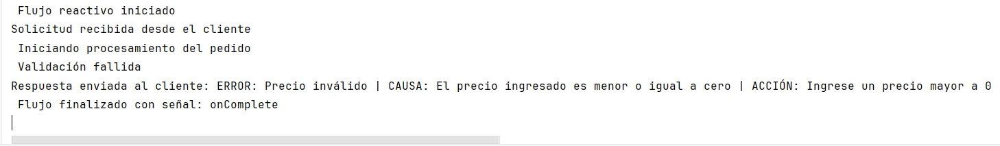 Flujo reactivo iniciado
Solicitud recibida desde el cliente
Iniciando procesamiento del pedido
Validación fallida
Respuesta enviada al cliente: ERROR: Precio inválido | CAUSA: El precio ingresado es menor o igual a cero | ACCIÓN: Ingrese un precio mayor a 0
Flujo finalizado con señal: onComplete